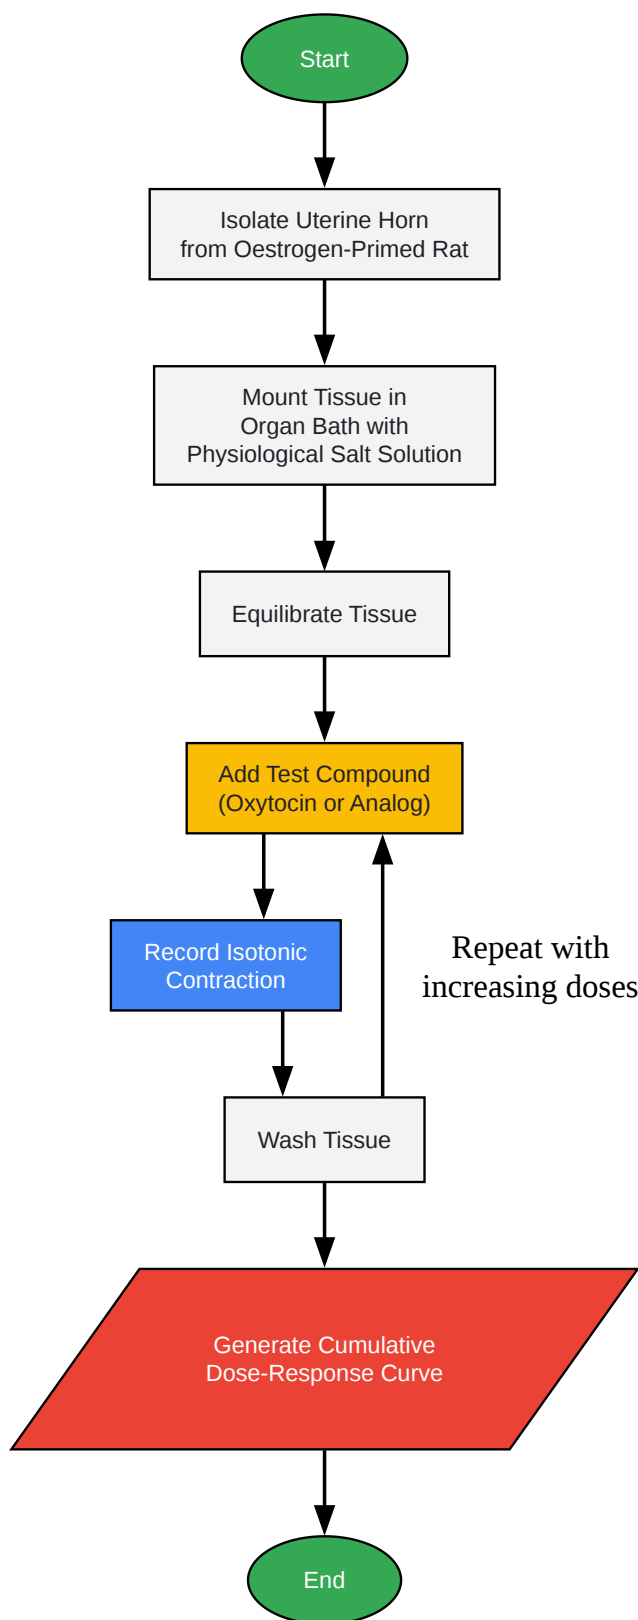 Start
Isolate Uterine Horn
from Oestrogen-Primed Rat
Mount Tissue in
Organ Bath with
Physiological Salt Solution
Equilibrate Tissue
Add Test Compound
(Oxytocin or Analog)
Record Isotonic
Contraction
Repeat with
increasing doses
Wash Tissue
Generate Cumulative
Dose-Response Curve
End